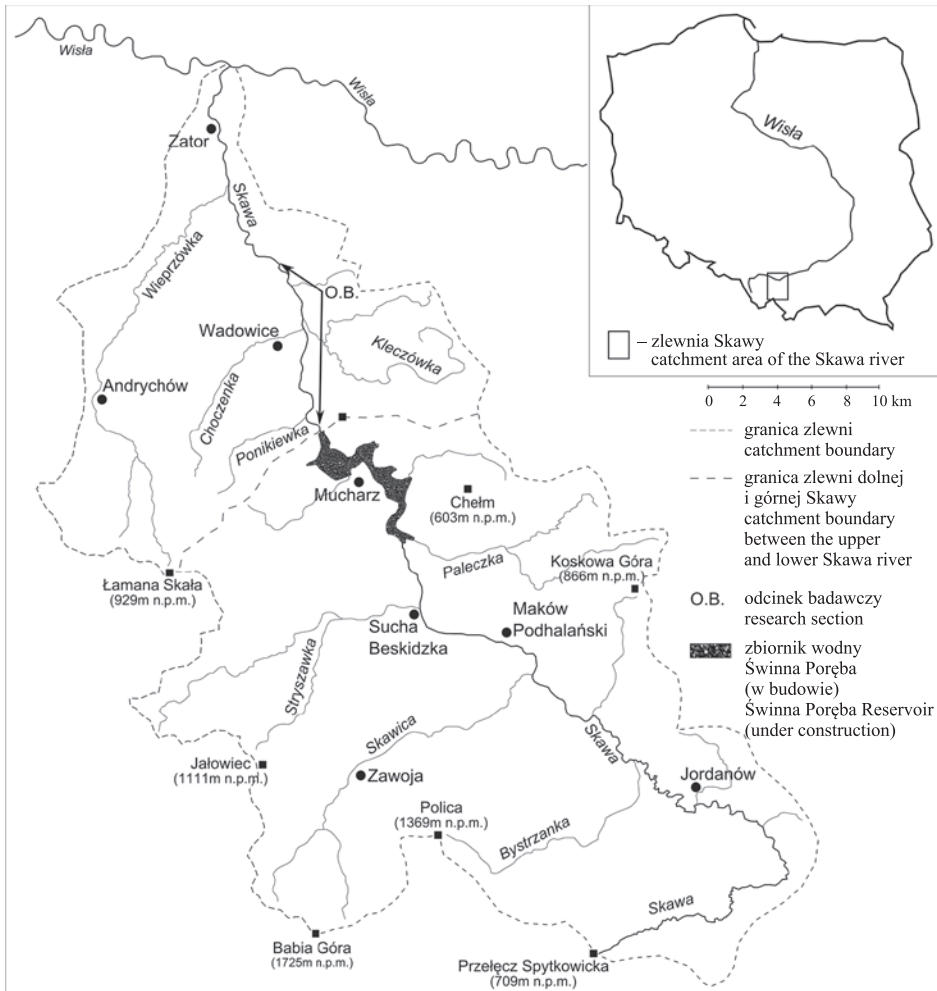 Wisła
Wisła
Zator
Skawa
Wieprzówka
O.B.
Wadowice
Kleczówka
Andrychów
Choczenka
Ponikiewka
Mucharz
Chełm
(603m n.p.m.)
Paleczka
Koskowa Góra
(866m n.p.m.)
Łamana Skała
(929m n.p.m.)
Sucha
Beskidzka
Maków
Podhalański
Stryszawka
Skawica
Skawa
Jałowiec
(1111m n.p.m.)
Zawoja
Jordanów
Polica
(1369m n.p.m.)
Bystrzanka
Skawa
Babia Góra
(1725m n.p.m.)
Przełęcz Spytkowicka
(709m n.p.m.)
Wisła
– zlewnia Skawy
catchment area of the Skawa river
0 2 4 6 8 10 km
granica zlewni
catchment boundary
granica zlewni dolnej
i górnej Skawy
catchment boundary
between the upper
and lower Skawa river
O.B. odcinek badawczy
research section
zbiornik wodny
Świnna Poręba
(w budowie)
Świnna Poręba Reservoir
(under construction)